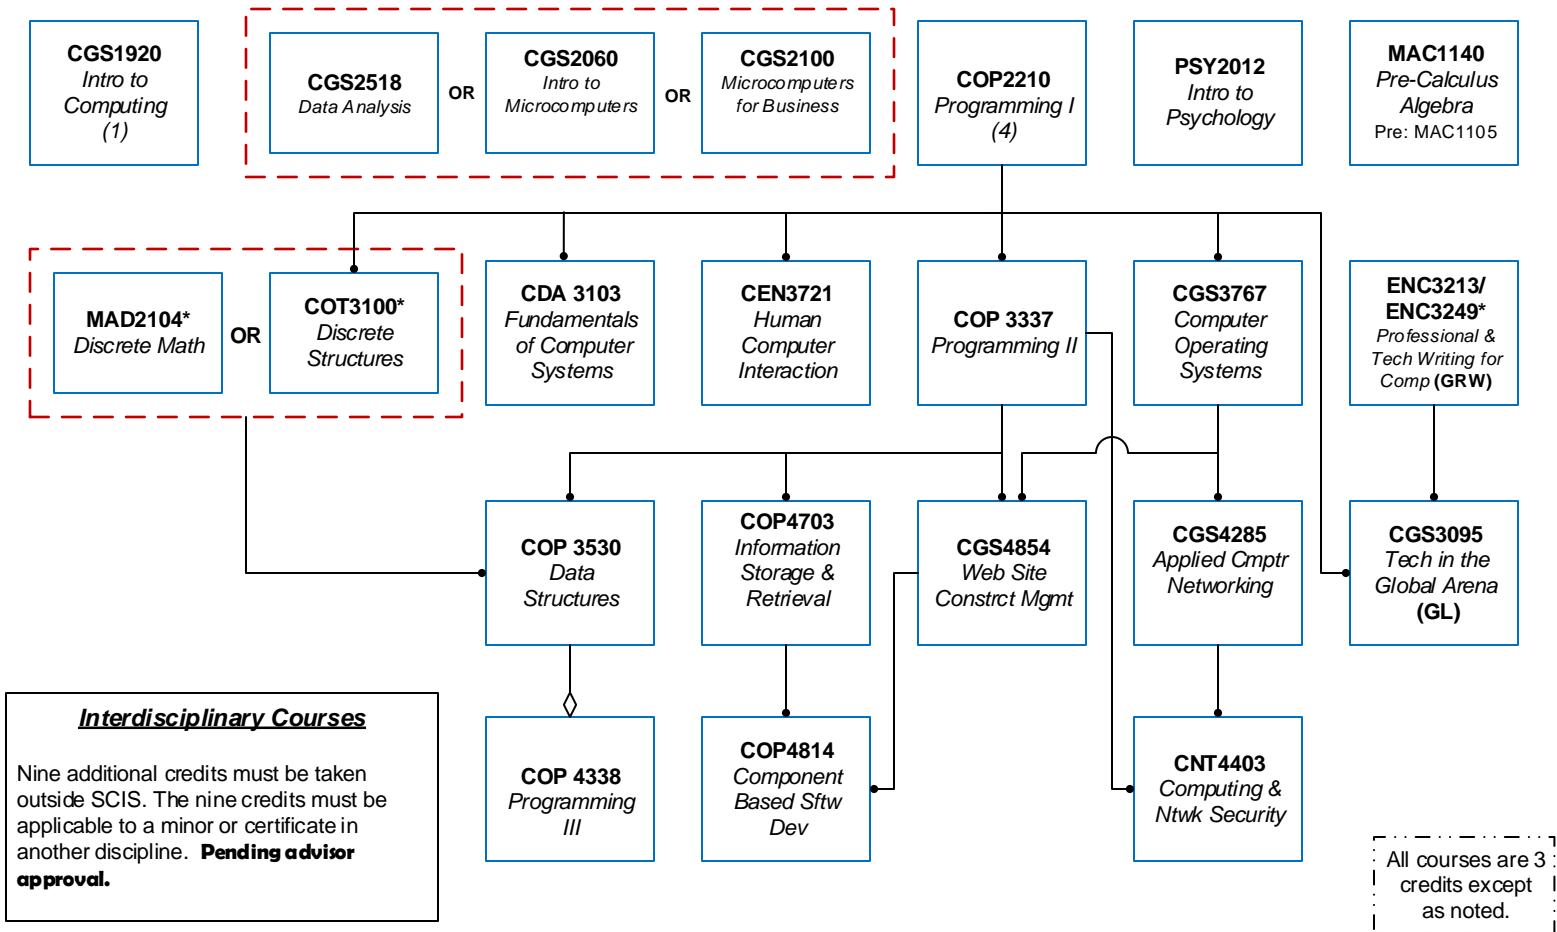 CGS1920
Intro to
Computing
(1)
CGS2518
Data Analysis
OR
CGS2060
Intro to
Microcomputers
OR
CGS2100
Microcomputers
for Business
COP2210
Programming I
(4)
PSY2012
Intro to
Psychology
MAC1140
Pre-Calculus
Algebra
Pre: MAC1105
MAD2104*
Discrete Math
OR
COT3100*
Discrete
Structures
CDA 3103
Fundamentals
of Computer
Systems
CEN3721
Human
Computer
Interaction
COP 3337
Programming II
CGS3767
Computer
Operating
Systems
ENC3213/
ENC3249*
Professional &
Tech Writing for
Comp (GRW)
COP 3530
Data
Structures
COP4703
Information
Storage &
Retrieval
CGS4854
Web Site
Constrct Mgmt
CGS4285
Applied Cmptr
Networking
CGS3095
Tech in the
Global Arena
(GL)
Interdisciplinary Courses
Nine additional credits must be taken
outside SCIS. The nine credits must be
applicable to a minor or certificate in
another discipline. Pending advisor
approval.
COP 4338
Programming
III
COP4814
Component
Based Sftw
Dev
CNT4403
Computing &
Ntwk Security
All courses are 3
credits except
as noted.